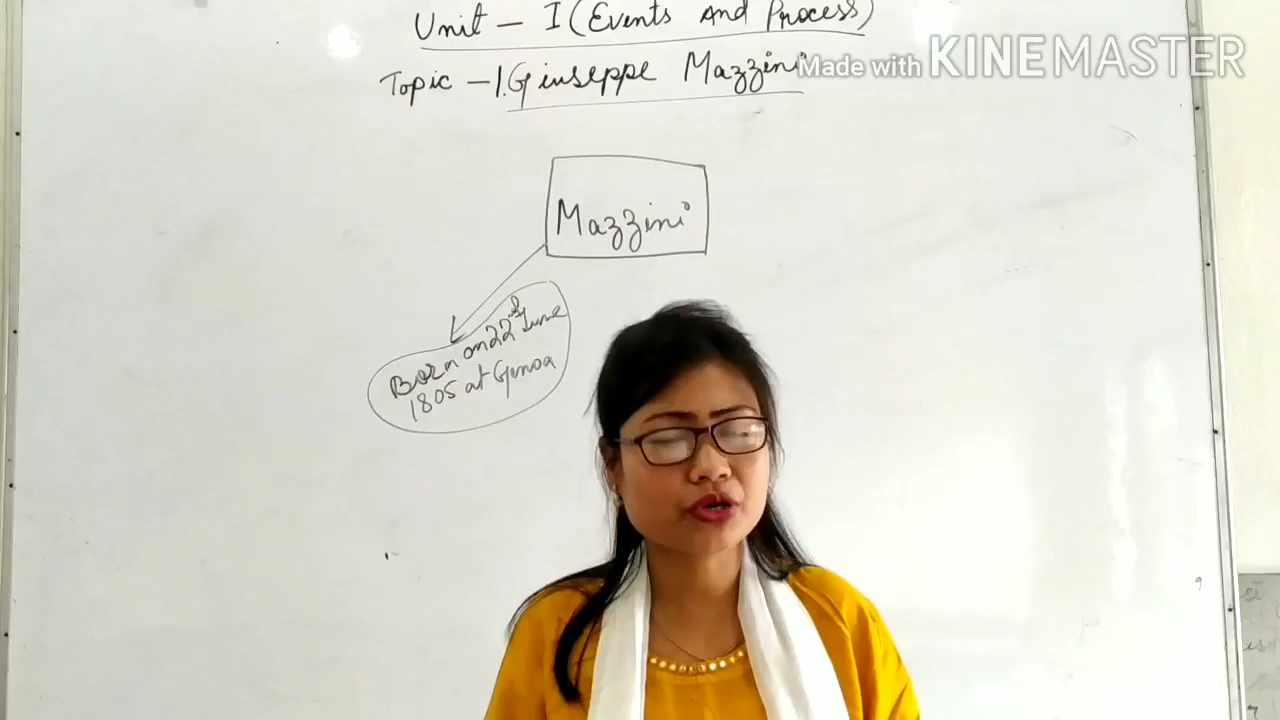 Unit - I (Events And Process)
Topic - 1. Giuseppe Mazzini
Made with KINEMASTER
Mazzini
Born on 22nd June
1805 at Genoa